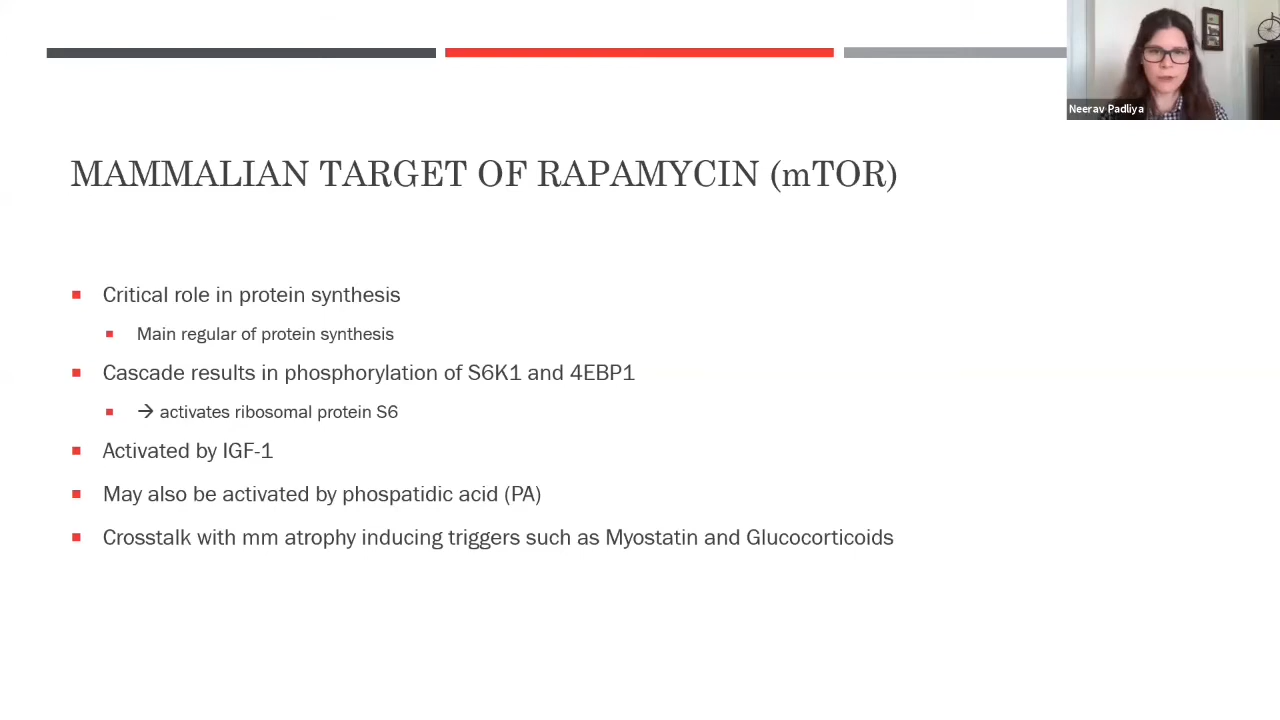 Neerav Padliya
MAMMALIAN TARGET OF RAPAMYCIN (mTOR)
Critical role in protein synthesis
Main regular of protein synthesis
Cascade results in phosphorylation of S6K1 and 4EBP1
→ activates ribosomal protein S6
Activated by IGF-1
May also be activated by phospatidic acid (PA)
Crosstalk with mm atrophy inducing triggers such as Myostatin and Glucocorticoids